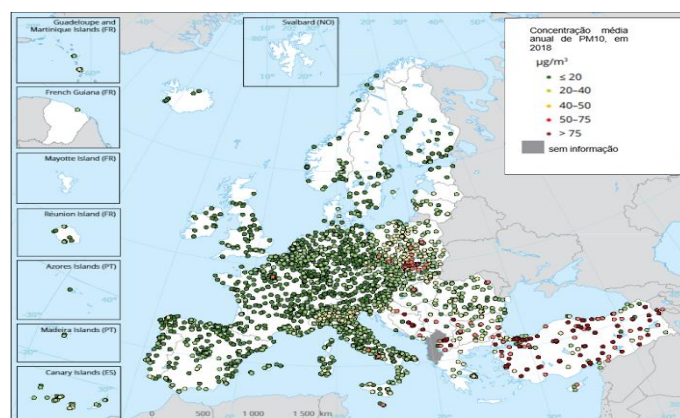 Guadeloupe and
Martinique Islands (FR)
French Guiana (FR)
Mayotte Island (FR)
Réunion Island (FR)
Azores Islands (PT)
Madeira Islands (PT)
Canary Islands (ES)
Svalbard (NO)
Concentração média
anual de PM10, em
2018
µg/m³
≤ 20
20–40
40–50
50–75
> 75
sem informação
0 500 1 000 1 500 km